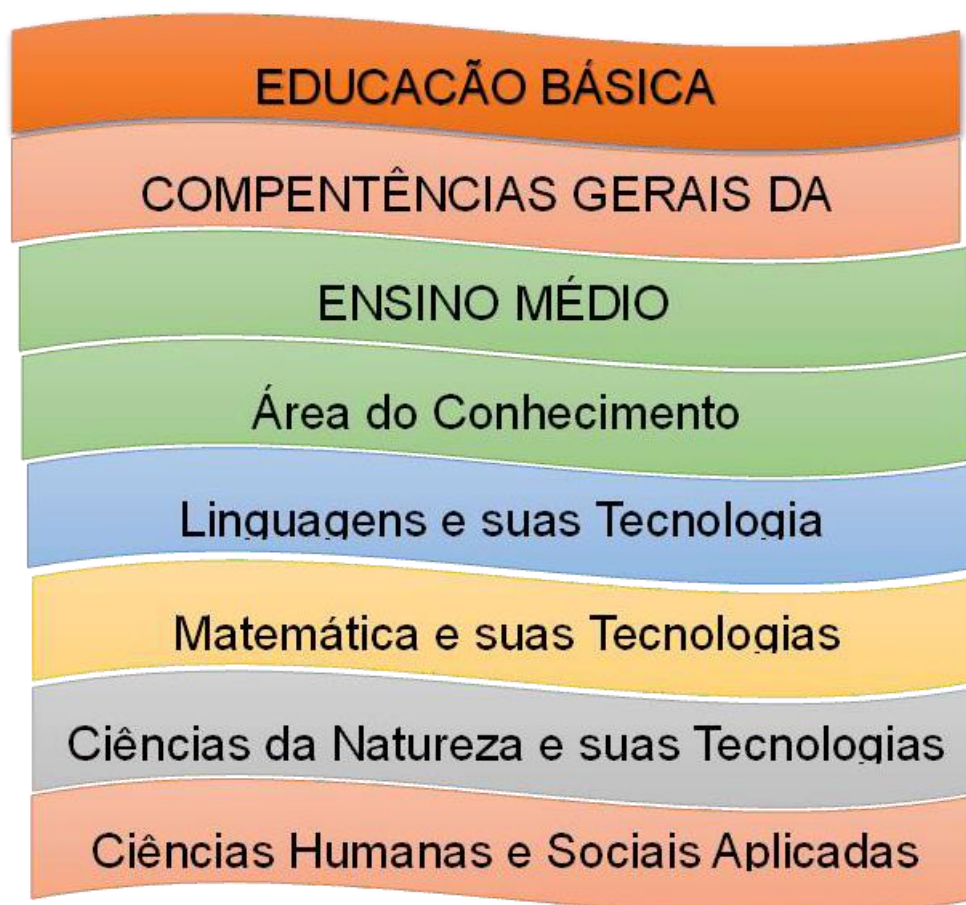 EDUCACÃO BÁSICA
COMPENTÊNCIAS GERAIS DA
ENSINO MÉDIO
Área do Conhecimento
Linguagens e suas Tecnologia
Matemática e suas Tecnologias
Ciências da Natureza e suas Tecnologias
Ciências Humanas e Sociais Aplicadas